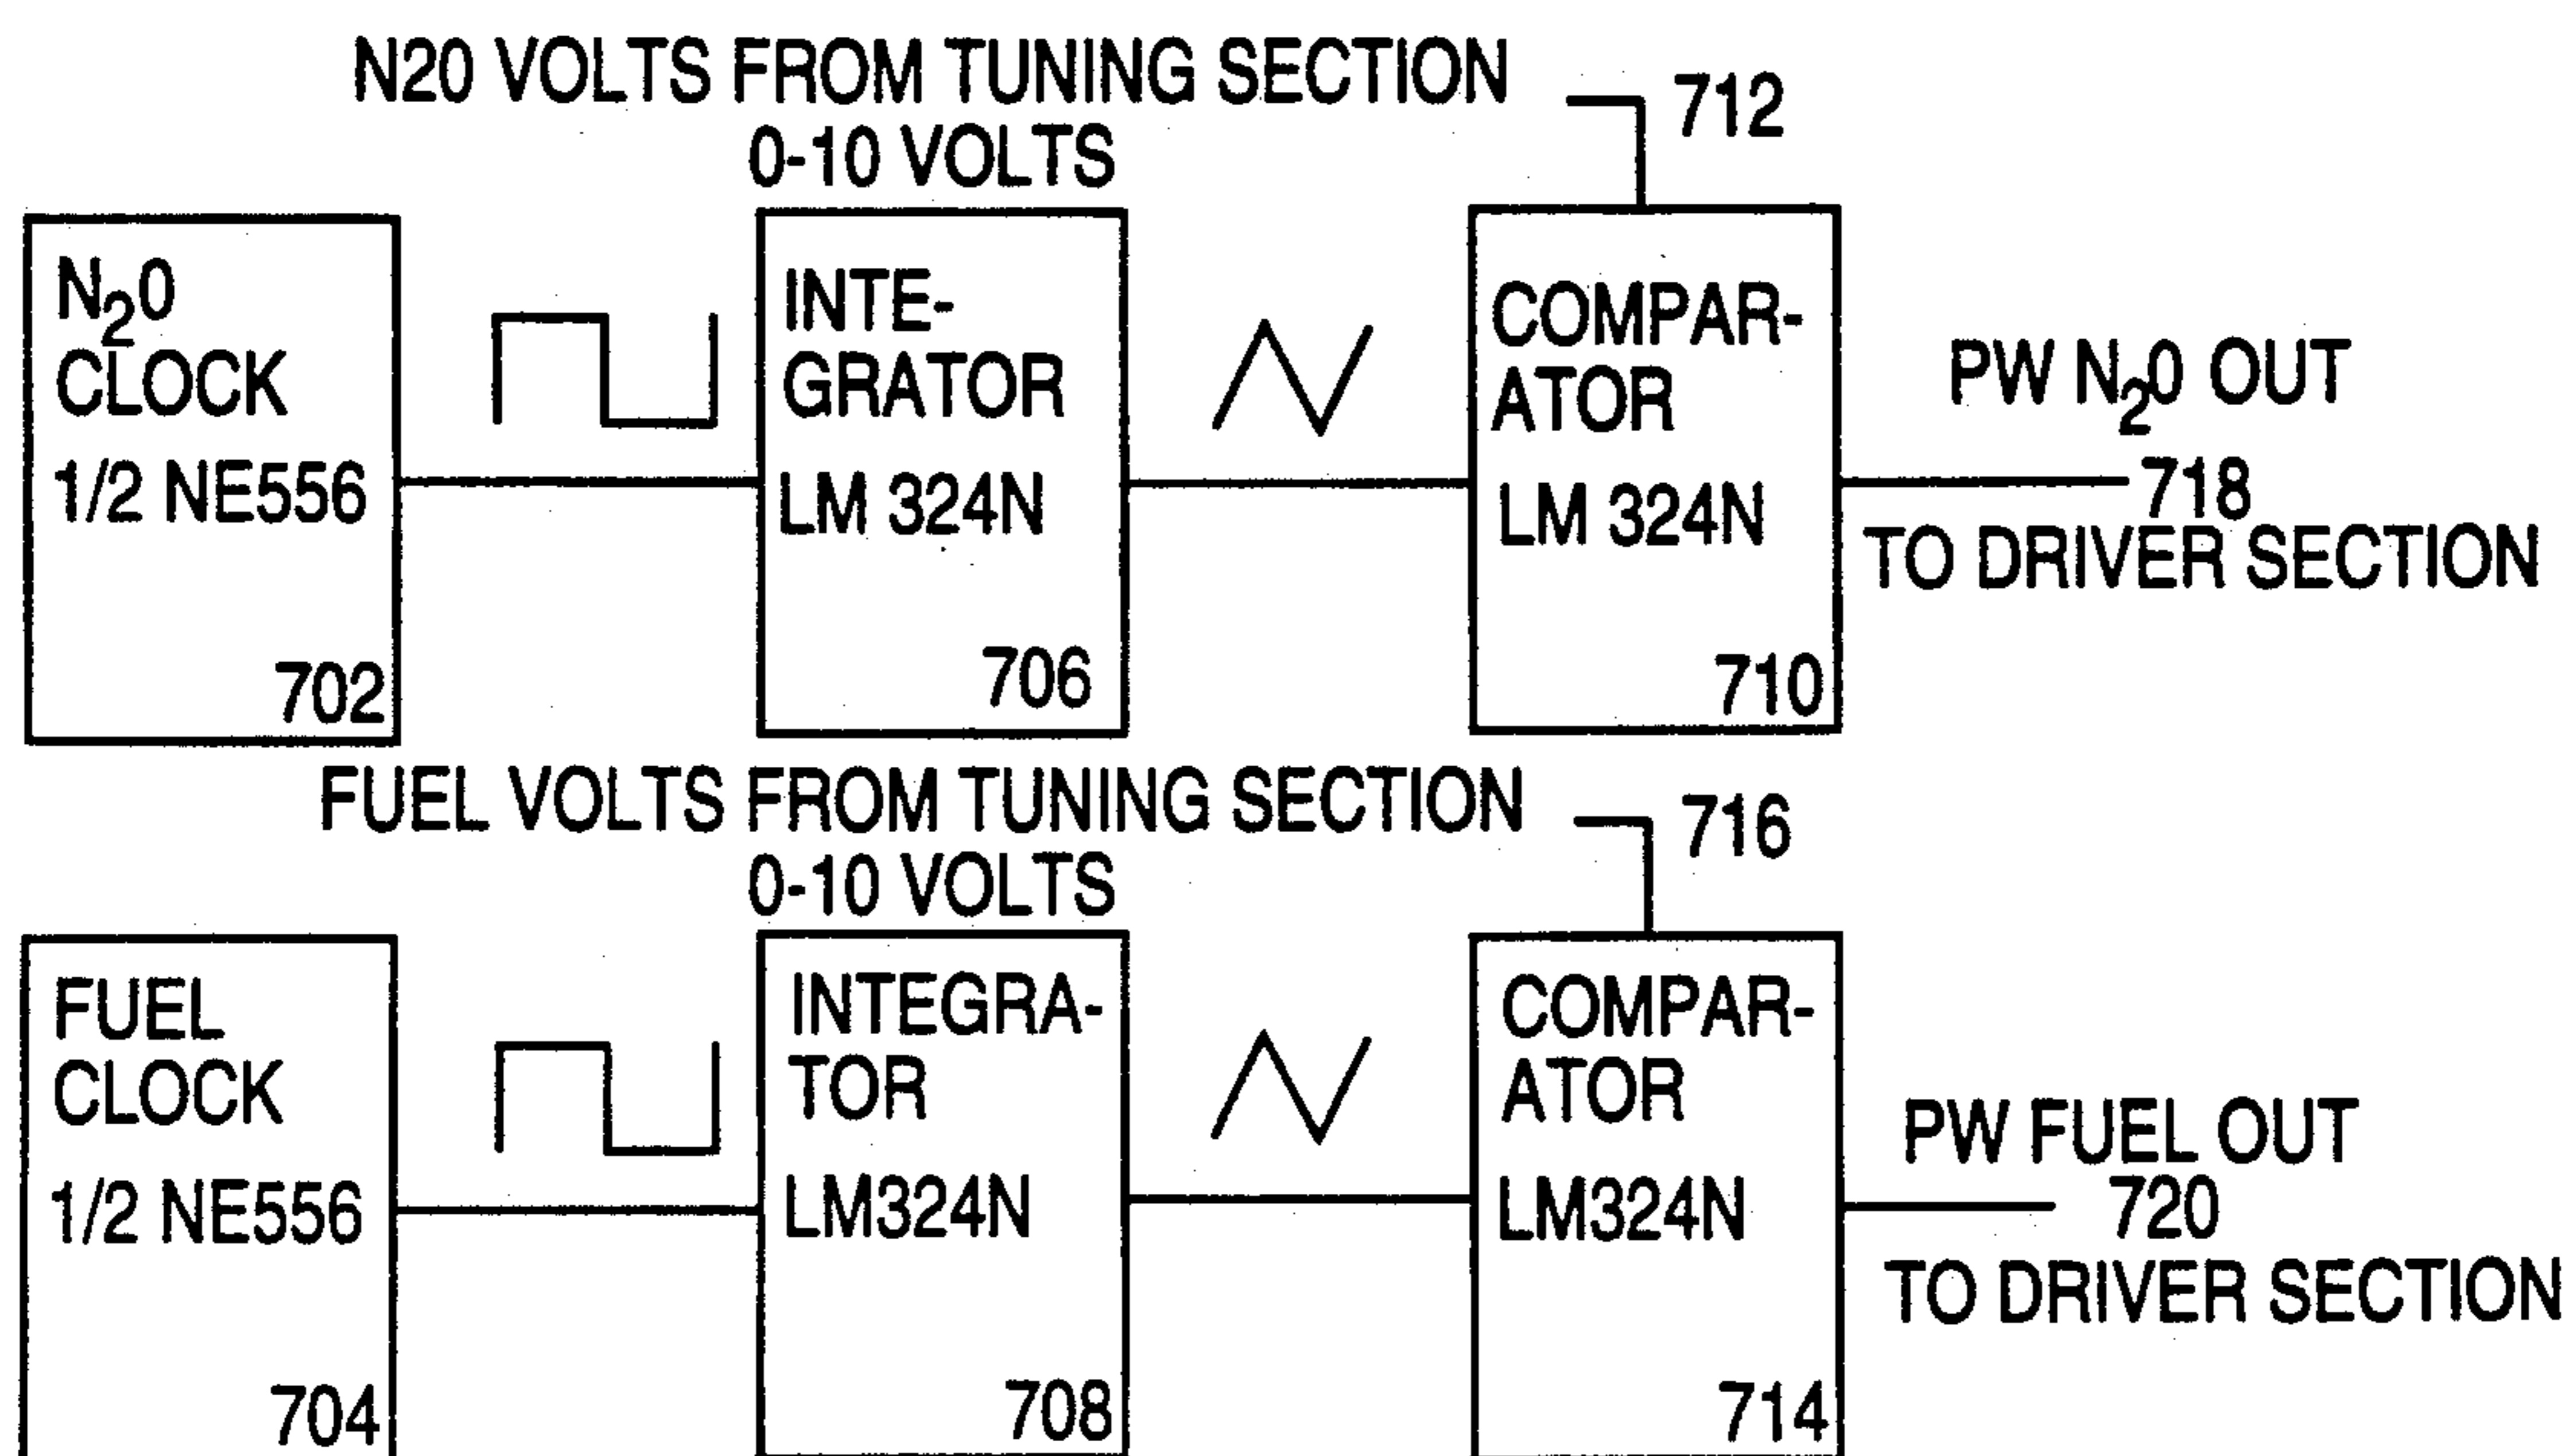 N20 VOLTS FROM TUNING SECTION
712
0-10 VOLTS
N₂0
CLOCK
1/2 NE556
702
INTE-
GRATOR
LM 324N
706
COMPAR-
ATOR
LM 324N
710
PW N₂0 OUT
718
TO DRIVER SECTION
FUEL VOLTS FROM TUNING SECTION
716
0-10 VOLTS
FUEL
CLOCK
1/2 NE556
704
INTEGRA-
TOR
LM324N
708
COMPAR-
ATOR
LM324N
714
PW FUEL OUT
720
TO DRIVER SECTION